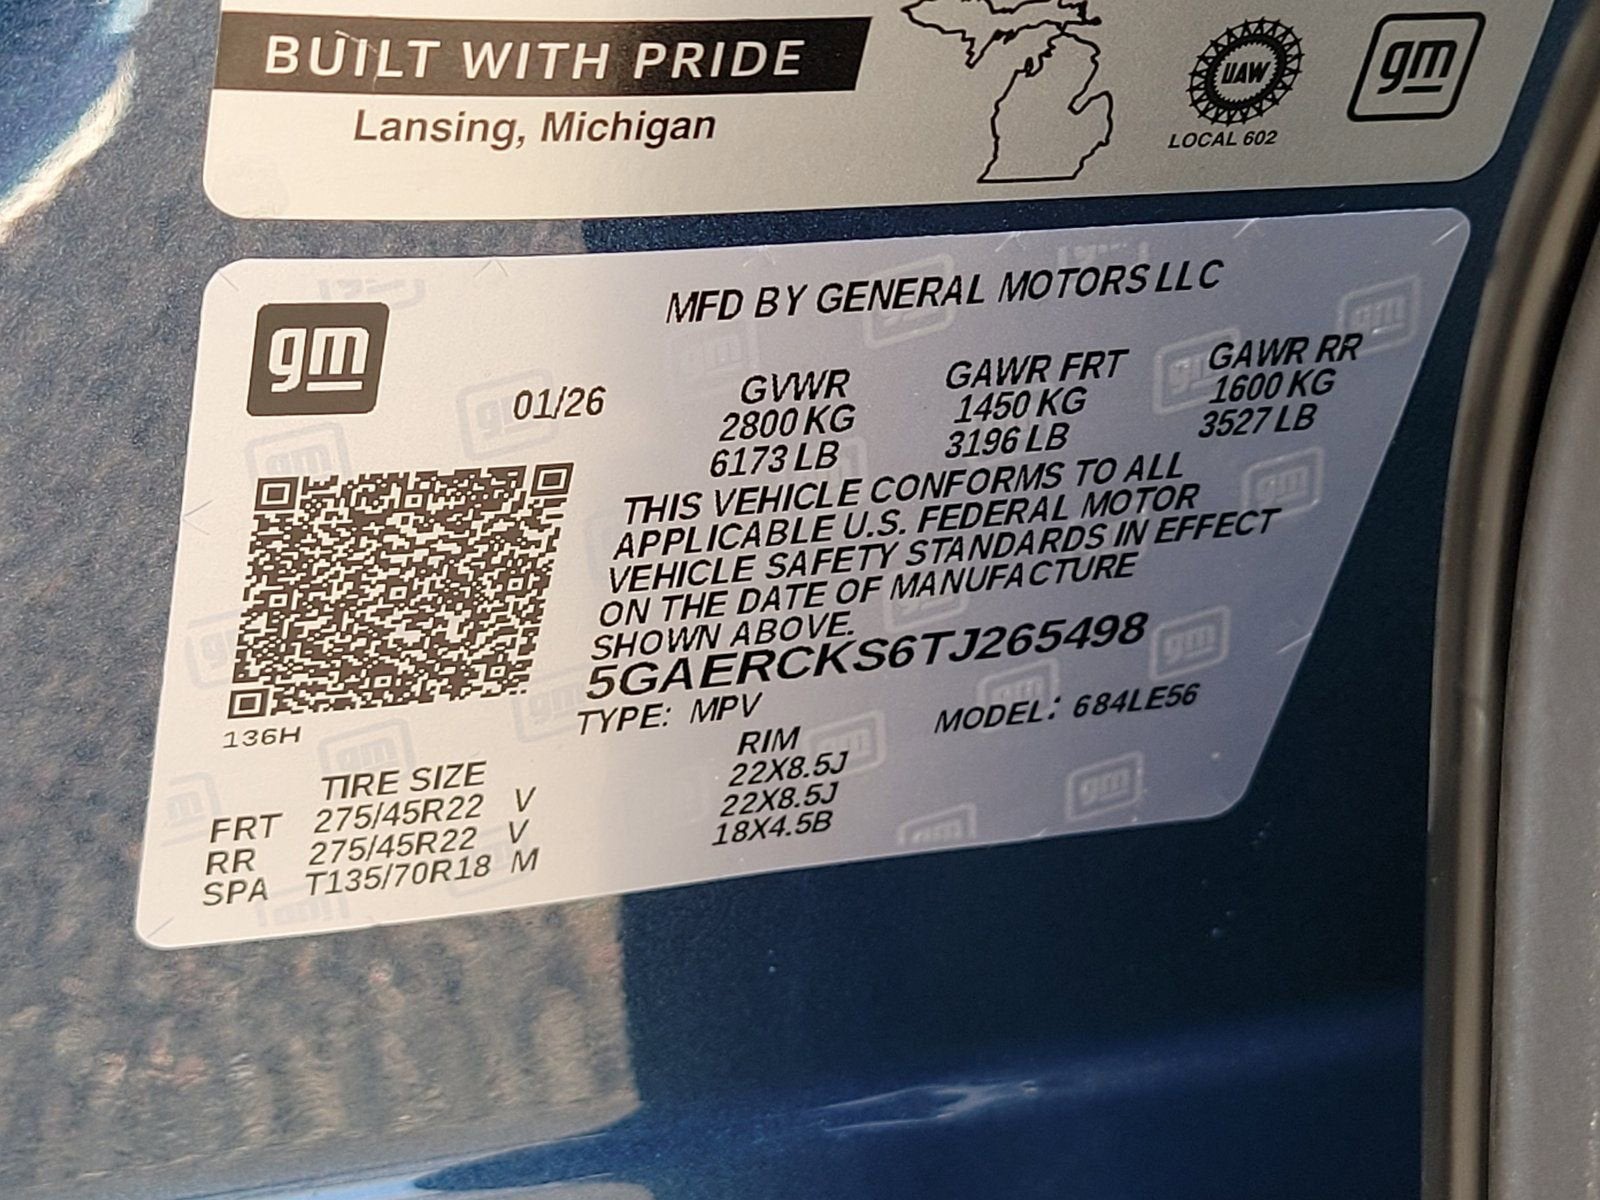 BUILT WITH PRIDE
Lansing, Michigan
UAW
LOCAL 602
gm
gm
MFD BY GENERAL MOTORS LLC
01/26
GVWR GAWR FRT GAWR RR
2800 KG 1450 KG 1600 KG
6173 LB 3196 LB 3527 LB
THIS VEHICLE CONFORMS TO ALL
APPLICABLE U.S. FEDERAL MOTOR
VEHICLE SAFETY STANDARDS IN EFFECT
ON THE DATE OF MANUFACTURE
SHOWN ABOVE.
5GAERCKS6TJ265498
TYPE: MPV MODEL: 684LE56
136H
TIRE SIZE RIM
FRT 275/45R22 V 22X8.5J
RR 275/45R22 V 22X8.5J
SPA T135/70R18 M 18X4.5B